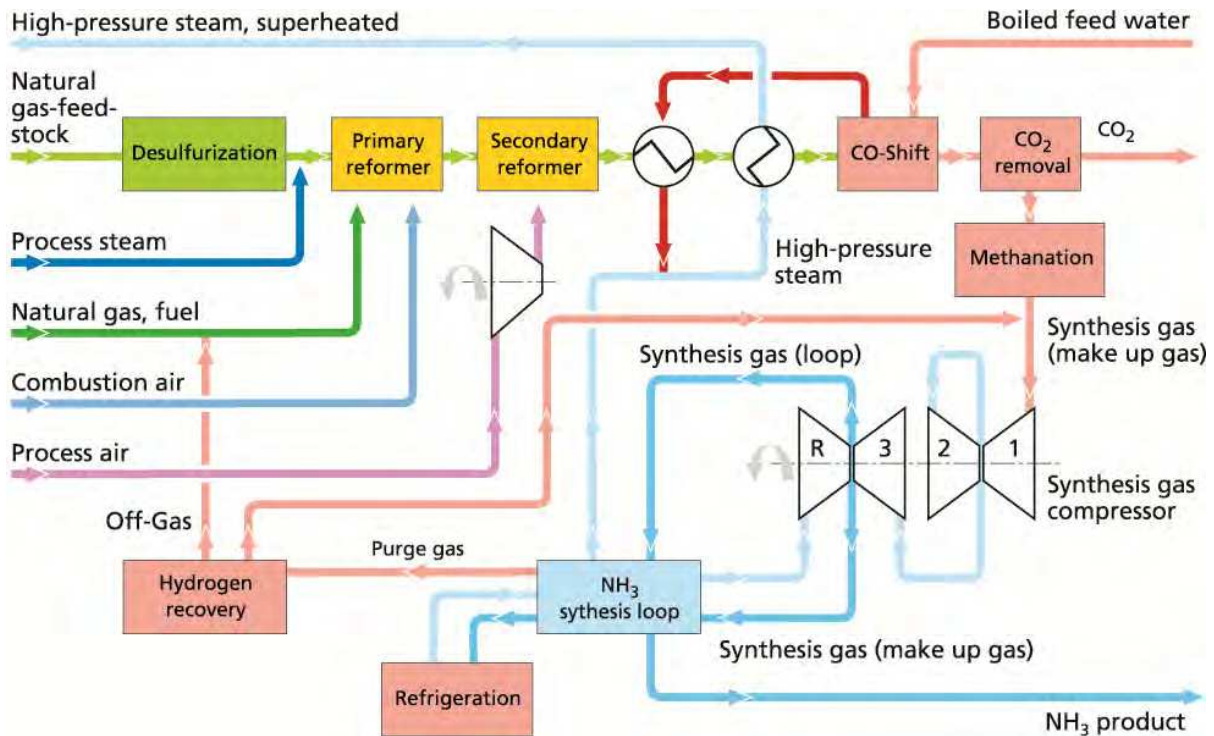 High-pressure steam, superheated
Boiled feed water
Natural
gas-feed-
stock
Desulfurization
Primary
reformer
Secondary
reformer
CO-Shift
CO2
removal
CO2
Process steam
High-pressure
steam
Methanation
Natural gas, fuel
Synthesis gas (loop)
Synthesis gas
(make up gas)
Combustion air
Process air
R
3
2
1
Synthesis gas
compressor
Off-Gas
Purge gas
Hydrogen
recovery
NH3
sythesis loop
Synthesis gas (make up gas)
Refrigeration
NH3 product